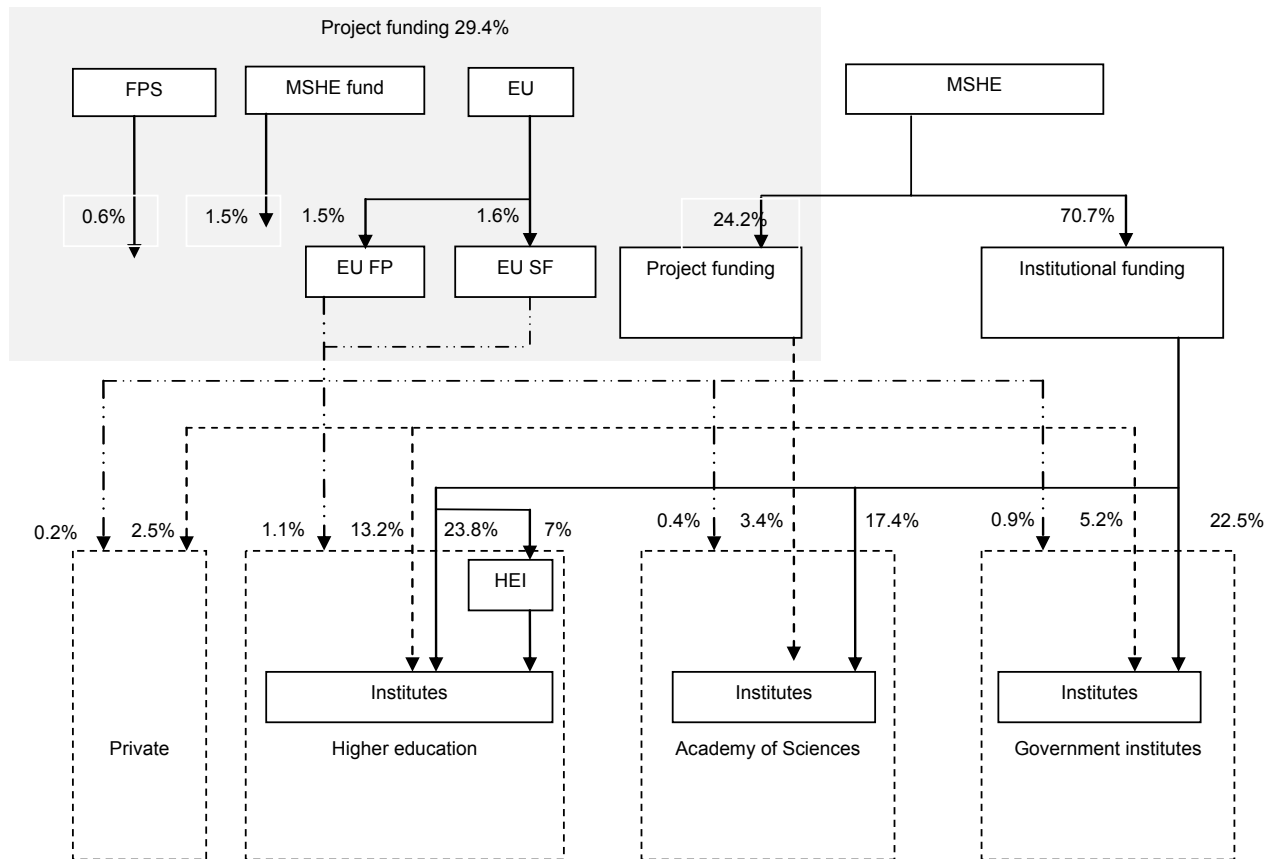 Project funding 29.4%
FPS
MSHE fund
EU
MSHE
0.6%
1.5%
1.5%
1.6%
24.2%
70.7%
EU FP
EU SF
Project funding
Institutional funding
0.2%
2.5%
1.1%
13.2%
23.8%
7%
0.4%
3.4%
17.4%
0.9%
5.2%
22.5%
HEI
Institutes
Institutes
Institutes
Private
Higher education
Academy of Sciences
Government institutes